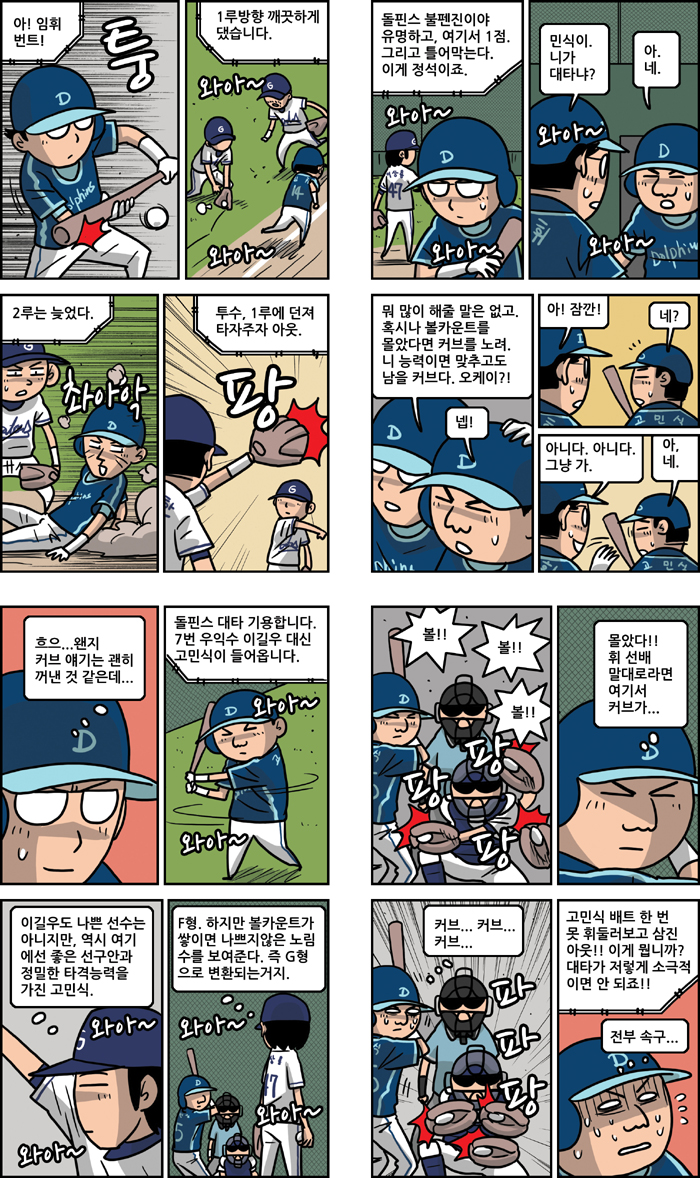 아! 임휘
번트!
퉁
D
Dolphins
1루방향 깨끗하게
댔습니다.
와아~
G
G
14
와아~
2루는 늦었다.
촤아악
G
D
투수, 1루에 던져
타자주자 아웃.
팡
G
돌핀스 불펜진이야
유명하고, 여기서 1점.
그리고 틀어막는다.
이게 정석이죠.
와아~
47
D
와아~
민식이.
니가
대타냐?
아.
네.
와아~
D
Dolphins
와아~
뭐 많이 해줄 말은 없고.
혹시나 볼카운트를
몰았다면 커브를 노려.
니 능력이면 맞추고도
남을 커브다. 오케이?!
넵!
D
D
아! 잠깐!
네?
고 민 식
아니다. 아니다.
그냥 가.
아,
네.
고 민 식
흐으...왠지
커브 얘기는 괜히
꺼낸 것 같은데...
D
돌핀스 대타 기용합니다.
7번 우익수 이길우 대신
고민식이 들어옵니다.
와아~
D
와아~
이길우도 나쁜 선수는
아니지만, 역시 여기
에선 좋은 선구안과
정밀한 타격능력을
가진 고민식.
와아~
G
와아~
F형. 하지만 볼카운트가
쌓이면 나쁘지않은 노림
수를 보여준다. 즉 G형
으로 변환되는거지.
와아~
47
D
5
와아~
볼!!
볼!!
볼!!
팡
팡
팡
몰았다!!
휘 선배
말대로라면
여기서
커브가...
D
커브... 커브...
커브...
파
파
팡
5
고민식 배트 한 번
못 휘둘러보고 삼진
아웃!! 이게 뭡니까?
대타가 저렇게 소극적
이면 안 되죠!!
전부 속구...
D